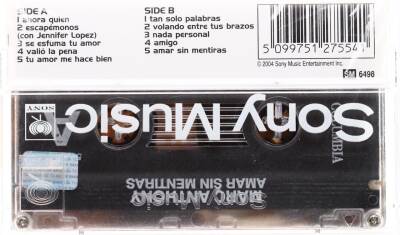 SIDE A
1 ahora quien
2 escapémonos
(con Jennifer Lopez)
3 se esfuma tu amor
4 valió la pena
5 tu amor me hace bien
SIDE B
1 tan solo palabras
2 volando entre tus brazos
3 nada personal
4 amigo
5 amar sin mentiras
5 099751 27554
© 2004 Sony Music Entertainment Inc.
SM 6498
SONY
A
Sony Music
COLUMBIA
MARC ANTHONY
AMAR SIN MENTIRAS